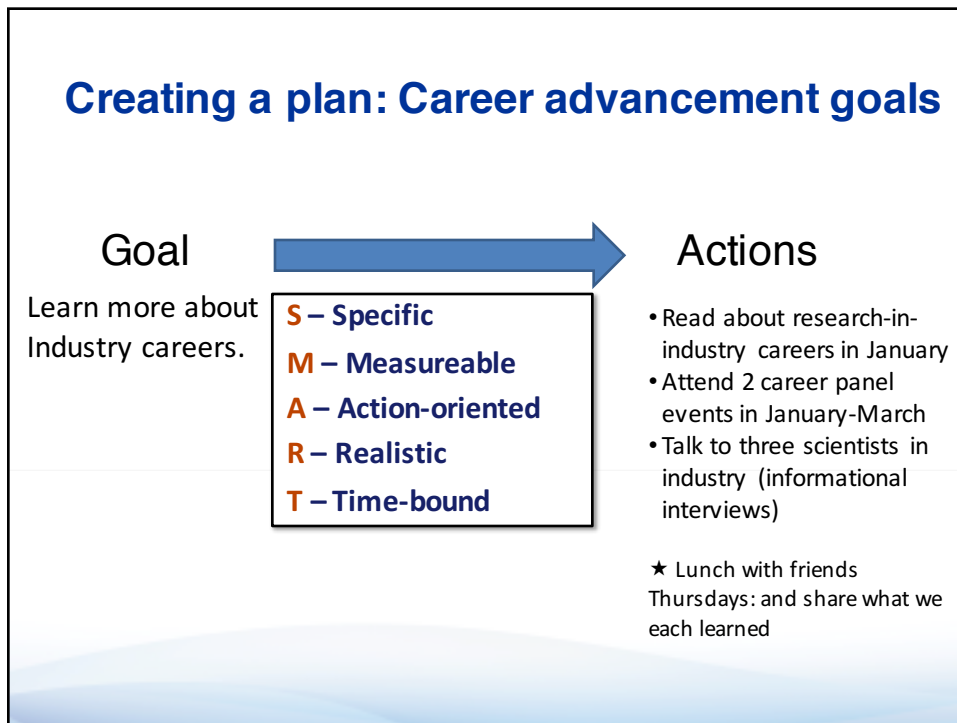 Creating a plan: Career advancement goals
Goal
Learn more about
Industry careers.
S – Specific
M – Measureable
A – Action-oriented
R – Realistic
T – Time-bound
Actions
• Read about research-in-
industry careers in January
• Attend 2 career panel
events in January-March
• Talk to three scientists in
industry (informational
interviews)
★ Lunch with friends
Thursdays: and share what we
each learned